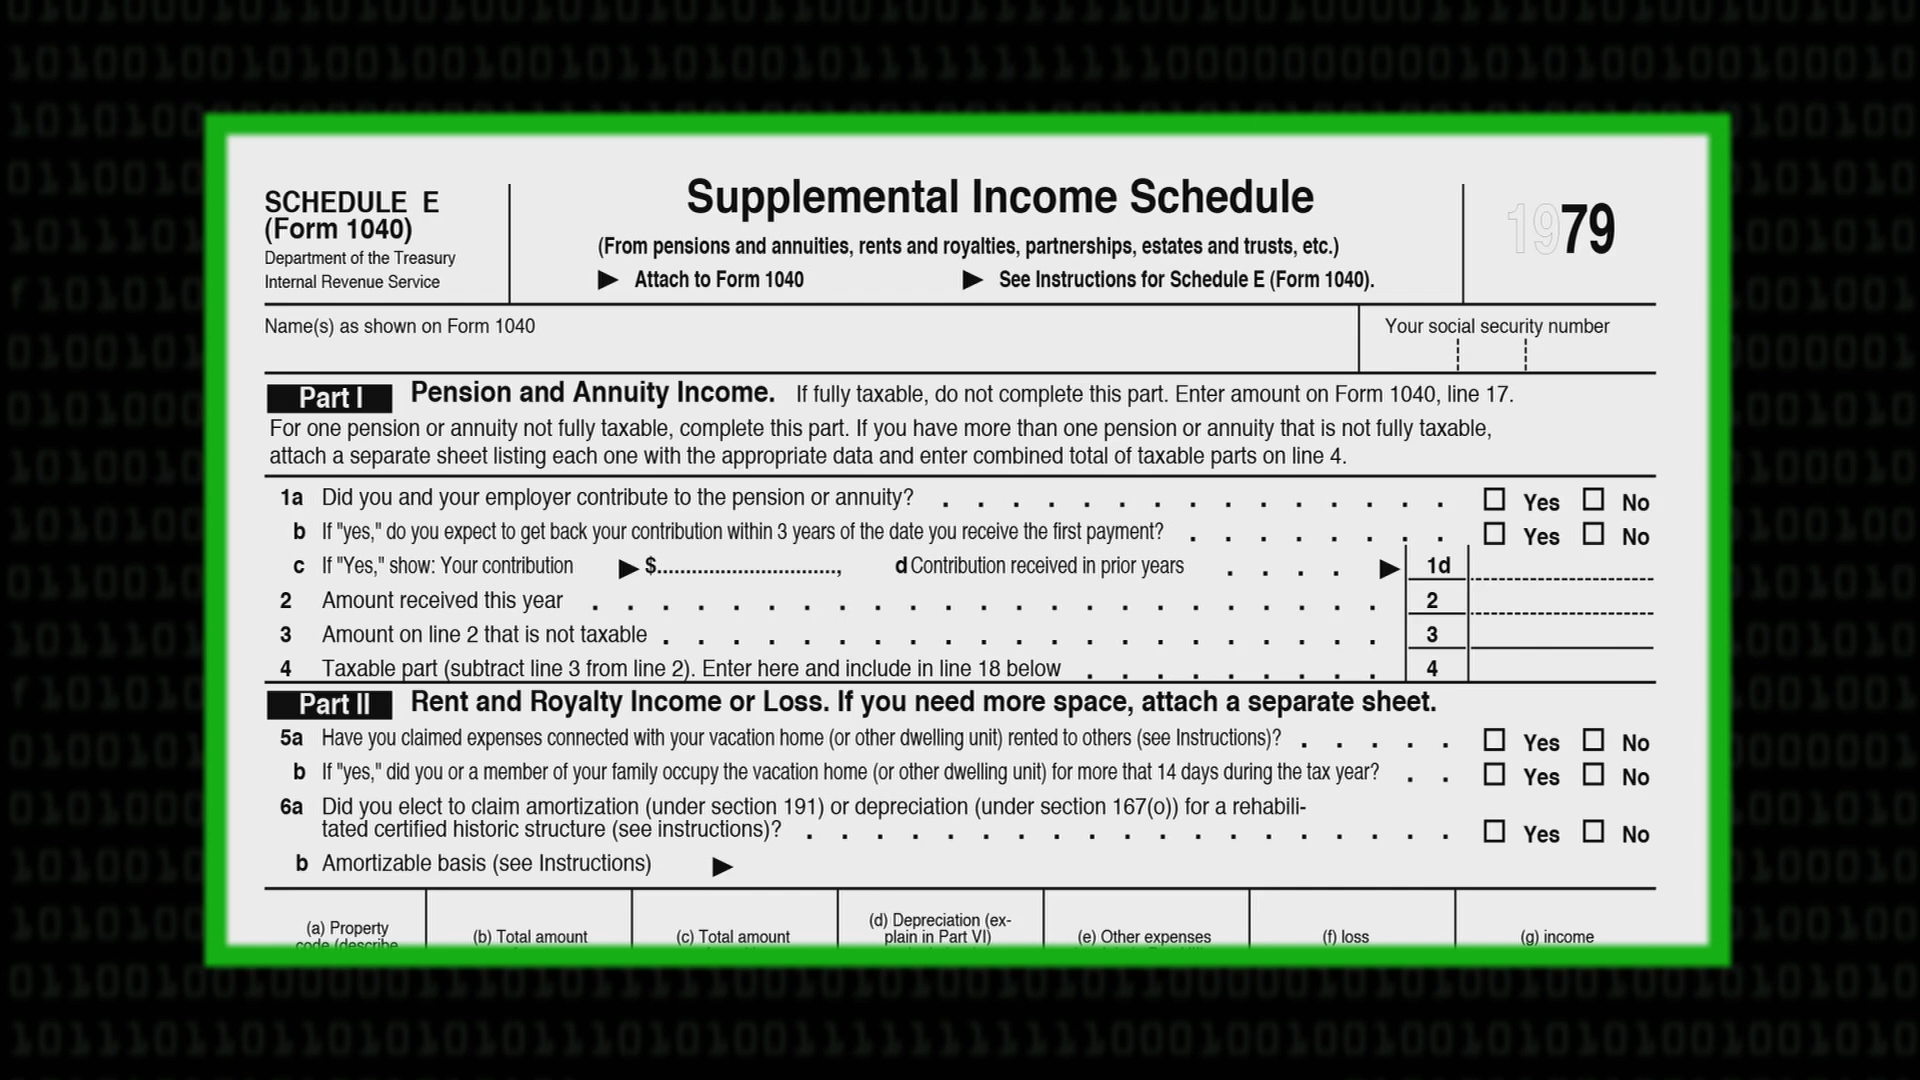 SCHEDULE E
(Form 1040)
Department of the Treasury
Internal Revenue Service
Supplemental Income Schedule
(From pensions and annuities, rents and royalties, partnerships, estates and trusts, etc.)
▶ Attach to Form 1040 ▶ See Instructions for Schedule E (Form 1040).
1979
Name(s) as shown on Form 1040
Your social security number
Part I Pension and Annuity Income. If fully taxable, do not complete this part. Enter amount on Form 1040, line 17.
For one pension or annuity not fully taxable, complete this part. If you have more than one pension or annuity that is not fully taxable,
attach a separate sheet listing each one with the appropriate data and enter combined total of taxable parts on line 4.
1a Did you and your employer contribute to the pension or annuity? . . . . . . . . . . . . . . . Yes No
b If "yes," do you expect to get back your contribution within 3 years of the date you receive the first payment? . . . . . . . . Yes No
c If "Yes," show: Your contribution ▶ $................................, d Contribution received in prior years . . . . ▶ 1d
2 Amount received this year . . . . . . . . . . . . . . . . . . . . . . . 2
3 Amount on line 2 that is not taxable . . . . . . . . . . . . . . . . . . . . . 3
4 Taxable part (subtract line 3 from line 2). Enter here and include in line 18 below . . . . . . . . . 4
Part II Rent and Royalty Income or Loss. If you need more space, attach a separate sheet.
5a Have you claimed expenses connected with your vacation home (or other dwelling unit) rented to others (see Instructions)? . . . . . Yes No
b If "yes," did you or a member of your family occupy the vacation home (or other dwelling unit) for more that 14 days during the tax year? . . Yes No
6a Did you elect to claim amortization (under section 191) or depreciation (under section 167(o)) for a rehabili-
tated certified historic structure (see instructions)? . . . . . . . . . . . . . . . . . . . Yes No
b Amortizable basis (see Instructions) ▶
(a) Property
code (describe
(b) Total amount
(c) Total amount
(d) Depreciation (ex-
plain in Part VI)
(e) Other expenses
(f) loss
(g) income